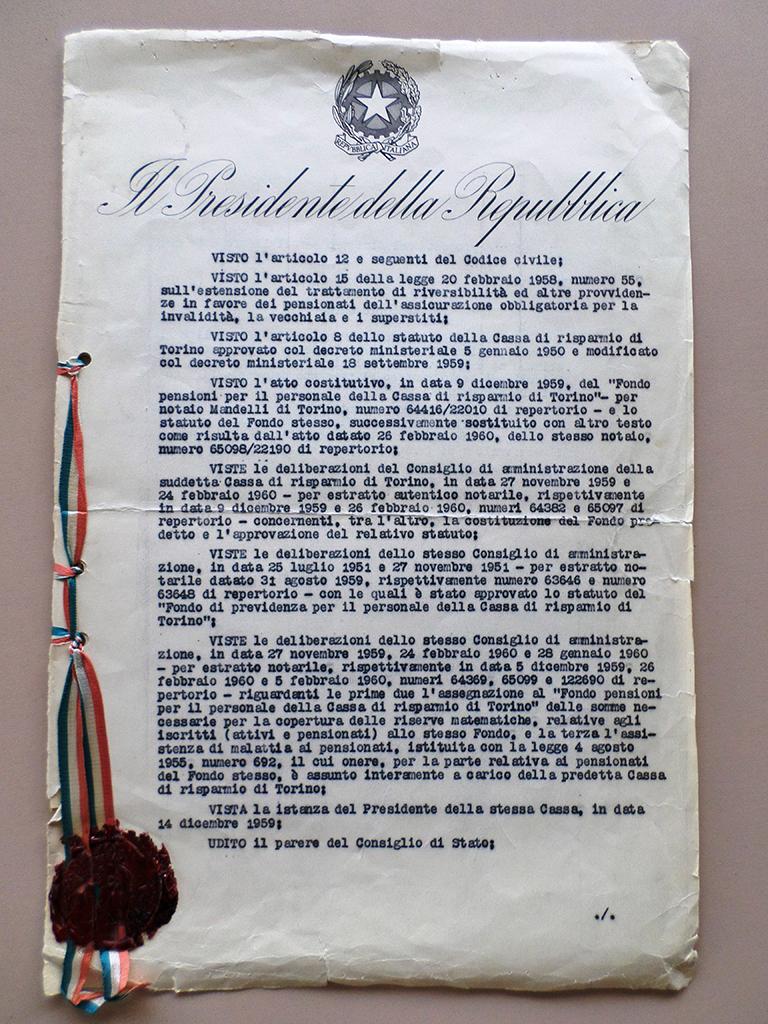 REPVBBLICA ITALIANA
Il Presidente della Repubblica
VISTO l'articolo 12 e seguenti del Codice civile;
VISTO l'articolo 15 della legge 20 febbraio 1958, numero 55,
sull'estensione del trattamento di riversibilità ed altre provviden-
ze in favore dei pensionati dell'assicurazione obbligatoria per la
invalidità, la vecchiaia e i superstiti;
VISTO l'articolo 8 dello statuto della Cassa di risparmio di
Torino approvato col decreto ministeriale 5 gennaio 1950 e modificato
col decreto ministeriale 18 settembre 1959;
VISTO l'atto costitutivo, in data 9 dicembre 1959, del "Fondo
pensioni per il personale della Cassa di risparmio di Torino"- per
notaio Mandelli di Torino, numero 64416/22010 di repertorio - e lo
statuto del Fondo stesso, successivamente sostituito con altro testo
come risulta dall'atto datato 26 febbraio 1960, dello stesso notaio,
numero 65098/22190 di repertorio;
VISTE le deliberazioni del Consiglio di amministrazione della
suddetta Cassa di risparmio di Torino, in data 27 novembre 1959 e
24 febbraio 1960 - per estratto autentico notarile, rispettivamente
in data 9 dicembre 1959 e 26 febbraio 1960, numeri 64382 e 65097 di
repertorio - concernenti, tra l'altro, la costituzione del Fondo pre
detto e l'approvazione del relativo statuto;
VISTE le deliberazioni dello stesso Consiglio di amministra-
zione, in data 25 luglio 1951 e 27 novembre 1951 - per estratto no-
tarile datato 31 agosto 1959, rispettivamente numero 63646 e numero
63648 di repertorio - con le quali è stato approvato lo statuto del
"Fondo di previdenza per il personale della Cassa di risparmio di
Torino";
VISTE le deliberazioni dello stesso Consiglio di amministra-
zione, in data 27 novembre 1959, 24 febbraio 1960 e 28 gennaio 1960
- per estratto notarile, rispettivamente in data 5 dicembre 1959, 26
febbraio 1960 e 5 febbraio 1960, numeri 64369, 65099 e 122690 di re-
pertorio - riguardanti le prime due l'assegnazione al "Fondo pensioni
per il personale della Cassa di risparmio di Torino" delle somme ne-
cessarie per la copertura delle riserve matematiche, relative agli
iscritti (attivi e pensionati) allo stesso Fondo, e la terza l'assi-
stenza di malattia ai pensionati, istituita con la legge 4 agosto
1955, numero 692, il cui onere, per la parte relativa ai pensionati
del Fondo stesso, è assunto interamente a carico della predetta Cassa
di risparmio di Torino;
VISTA la istanza del Presidente della stessa Cassa, in data
14 dicembre 1959;
UDITO il parere del Consiglio di Stato;
./.